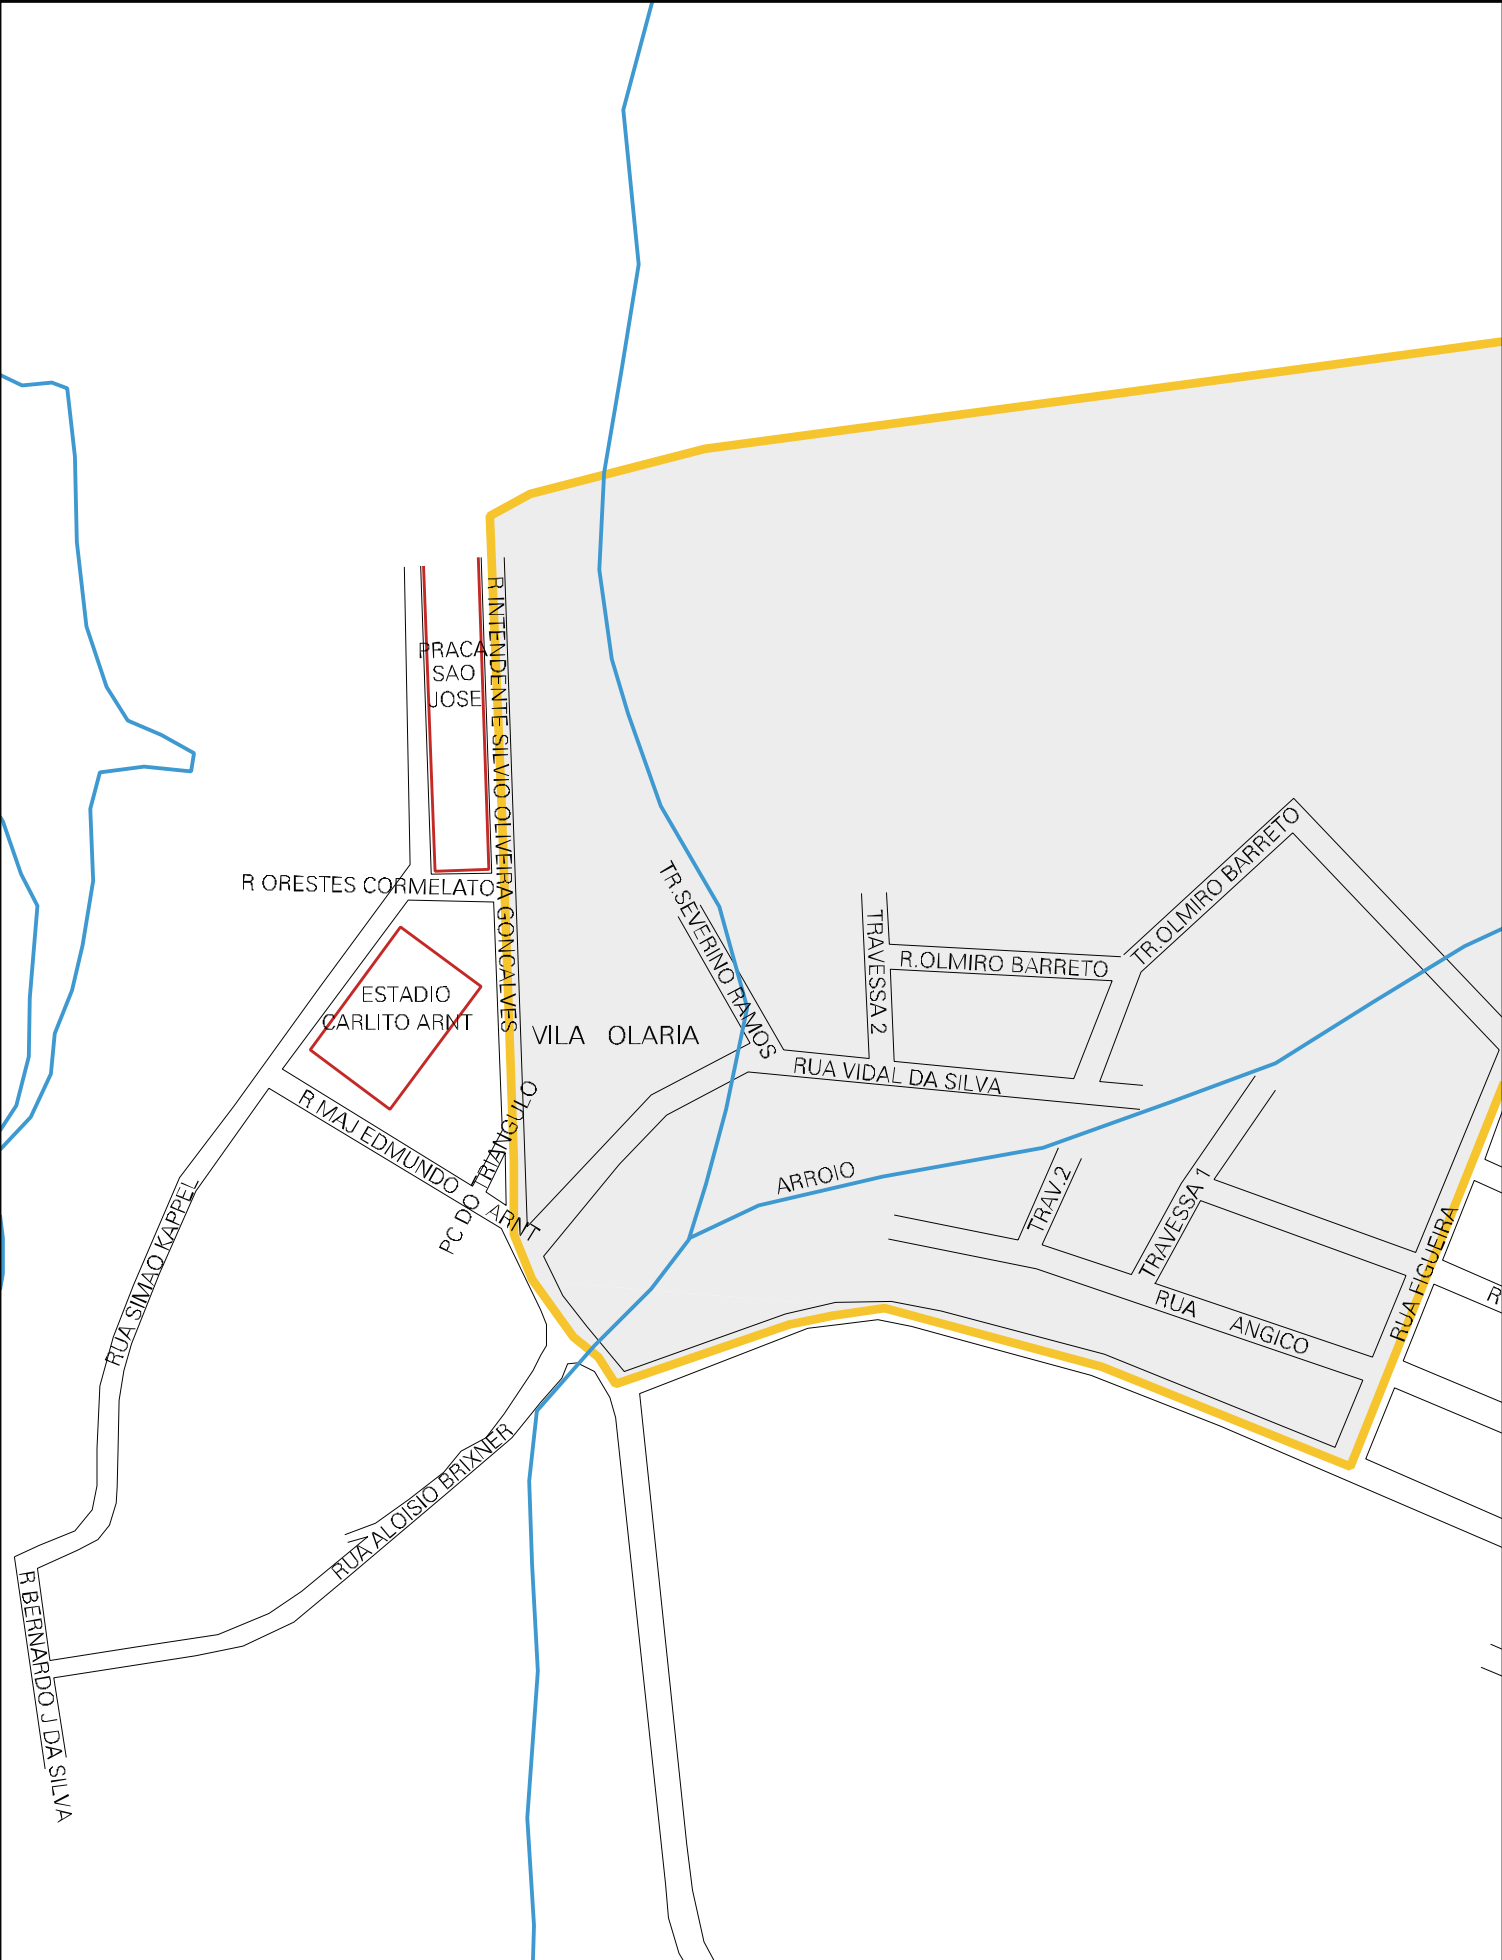 R INTENDENTE SILVIO OLIVEIRA GONCALVES
PRACA
SAO
JOSE
R ORESTES CORMELATO
TR.SEVERINO RAMOS
TR.OLMIRO BARRETO
TRAVESSA 2
R.OLMIRO BARRETO
ESTADIO
CARLITO ARNT
VILA OLARIA
RUA VIDAL DA SILVA
R MAJ EDMUNDO ARNT
PC DO TRIANGULO
ARROIO
TRAV.2
TRAVESSA 1
RUA SIMAO KAPPEL
RUA FIGUEIRA
RUA ANGICO
R
RUA ALOISIO BRIXNER
R BERNARDO J DA SILVA